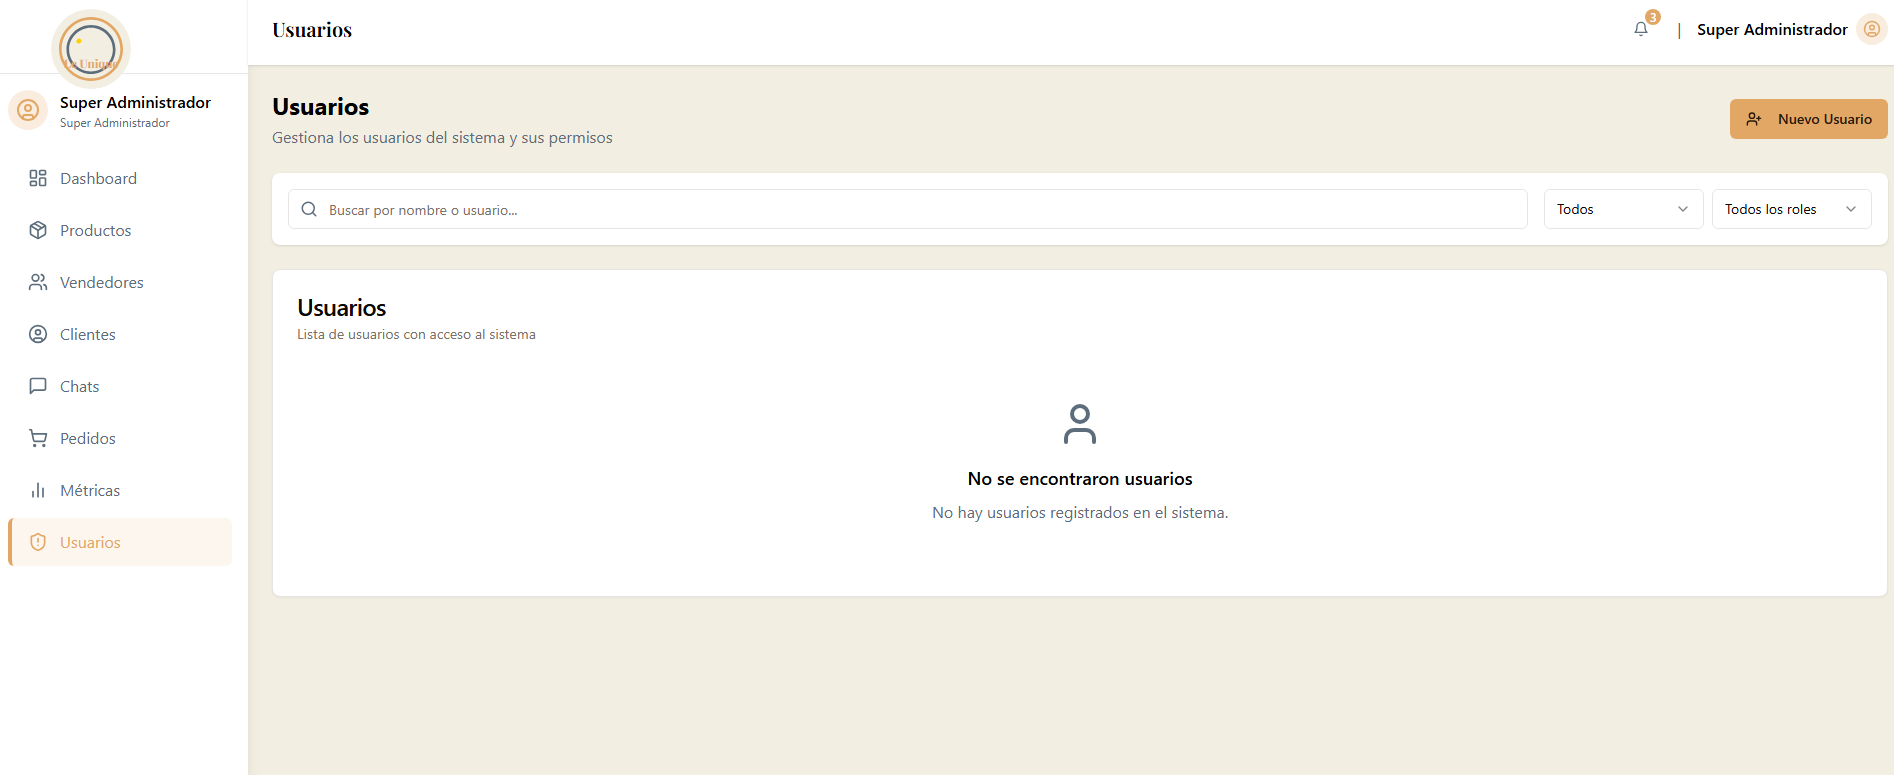 Le Unique
Super Administrador
Super Administrador
Dashboard
Productos
Vendedores
Clientes
Chats
Pedidos
Métricas
Usuarios
Usuarios
3
| Super Administrador
Usuarios
Gestiona los usuarios del sistema y sus permisos
Nuevo Usuario
Buscar por nombre o usuario...
Todos
Todos los roles
Usuarios
Lista de usuarios con acceso al sistema
No se encontraron usuarios
No hay usuarios registrados en el sistema.